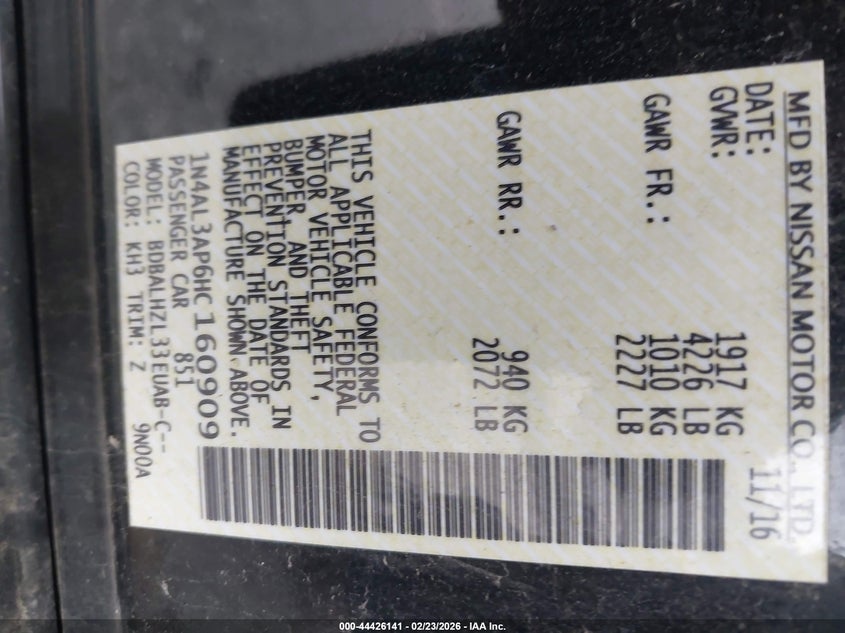 MFD BY NISSAN MOTOR CO., LTD.
DATE: 11/16
GVWR: 1917 KG
4226 LB
GAWR FR.: 1010 KG
2227 LB
GAWR RR.: 940 KG
2072 LB
THIS VEHICLE CONFORMS TO
ALL APPLICABLE FEDERAL
MOTOR VEHICLE SAFETY,
BUMPER AND THEFT
PREVENTION STANDARDS IN
EFFECT ON THE DATE OF
MANUFACTURE SHOWN ABOVE.
1N4AL3AP6HC160909
PASSENGER CAR 851
MODEL: BDBALHZL33EUAB-C--
COLOR: KH3 TRIM: Z 9N00A
000-44426141 - 02/23/2026 - IAA Inc.